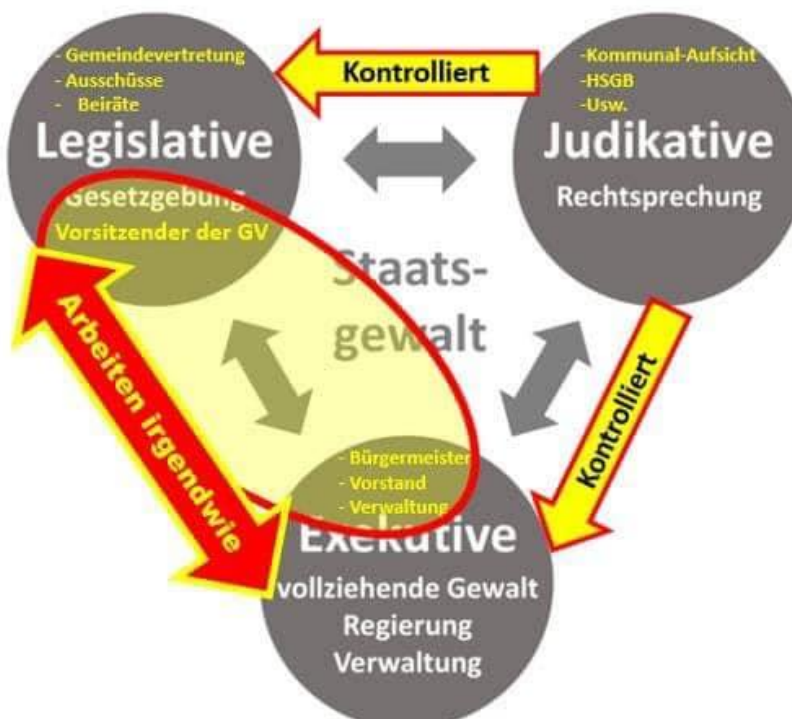 - Gemeindevertretung
- Ausschüsse
- Beiräte
Legislative
Gesetzgebung
Vorsitzender der GV
Kontrolliert
-Kommunal-Aufsicht
-HSGB
-Usw.
Judikative
Rechtsprechung
Staats-
gewalt
Arbeiten irgendwie
Kontrolliert
- Bürgermeister
- Vorstand
- Verwaltung
Exekutive
vollziehende Gewalt
Regierung
Verwaltung